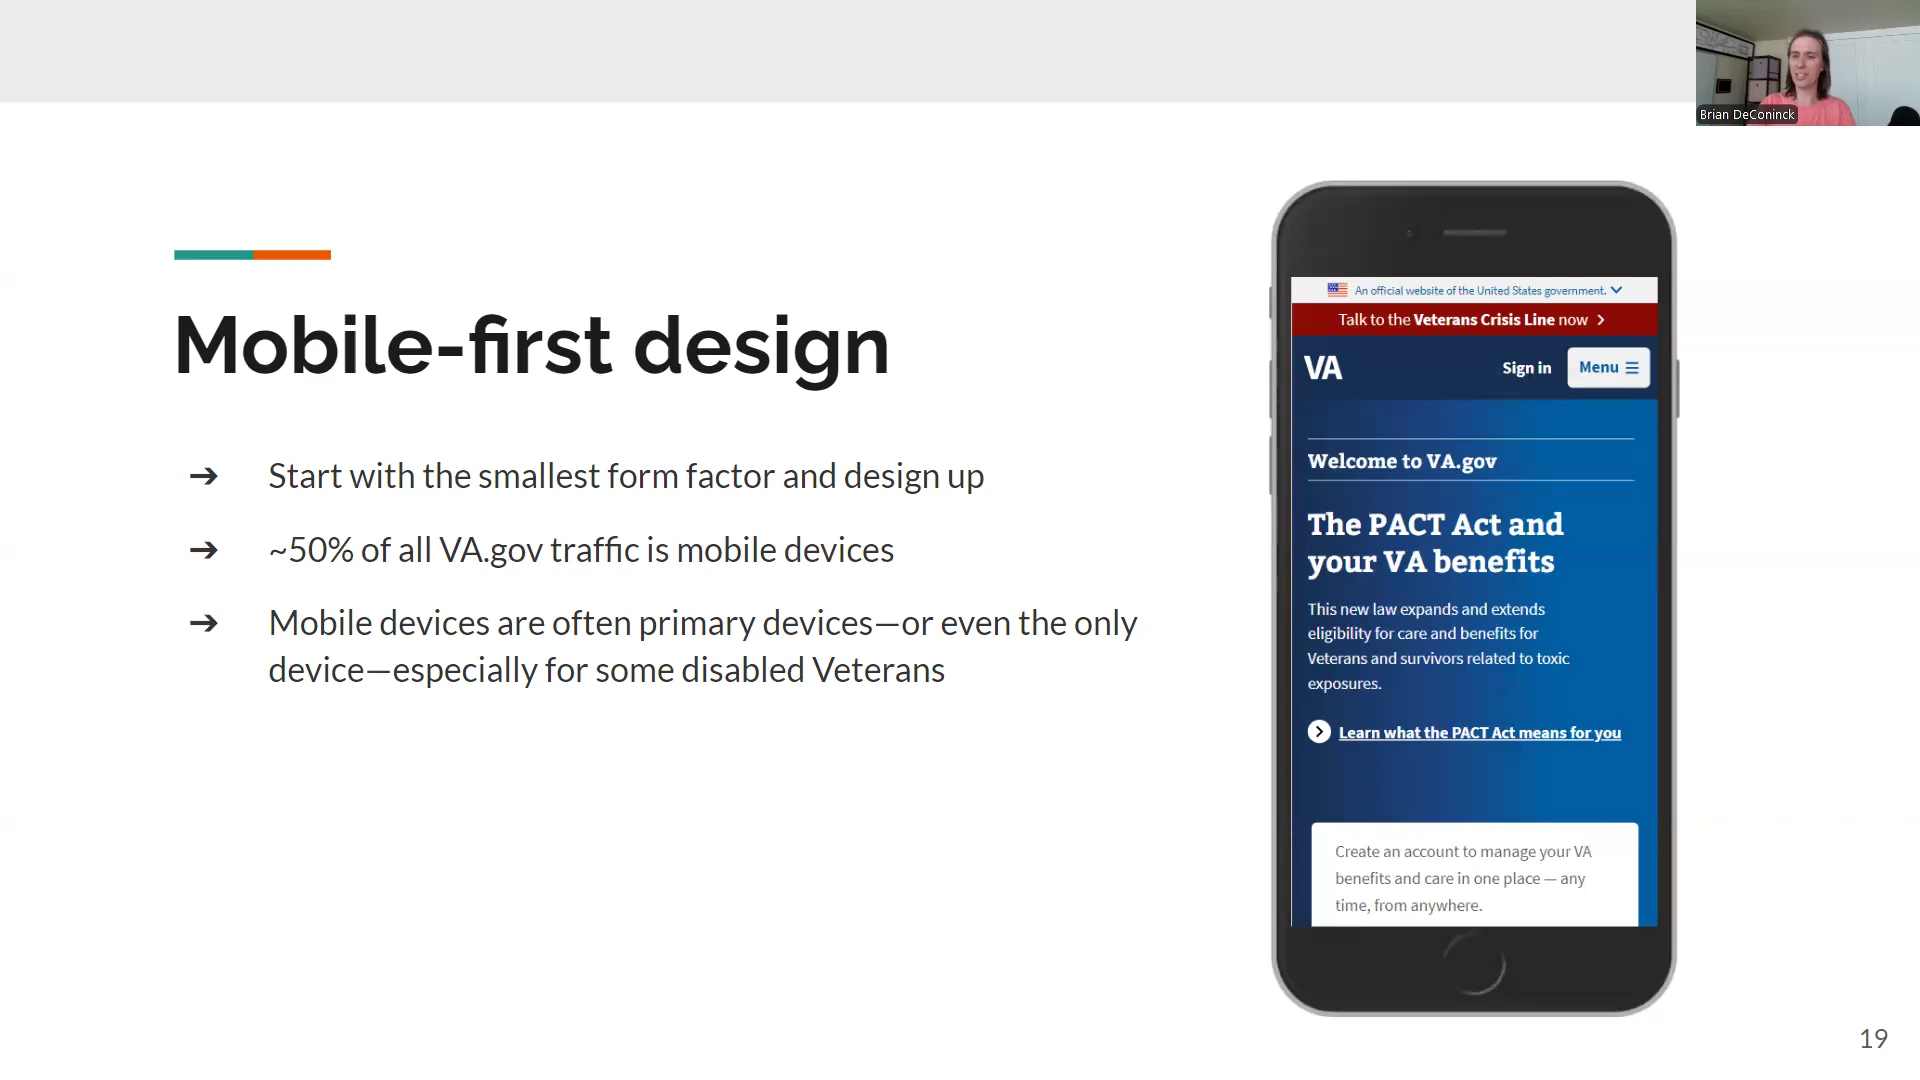 Brian DeConinck
Mobile-first design
➔ Start with the smallest form factor and design up
➔ ~50% of all VA.gov traffic is mobile devices
➔ Mobile devices are often primary devices—or even the only
device—especially for some disabled Veterans
An official website of the United States government.
Talk to the Veterans Crisis Line now
VA
Sign in
Menu
Welcome to VA.gov
The PACT Act and
your VA benefits
This new law expands and extends
eligibility for care and benefits for
Veterans and survivors related to toxic
exposures.
Learn what the PACT Act means for you
Create an account to manage your VA
benefits and care in one place — any
time, from anywhere.
19